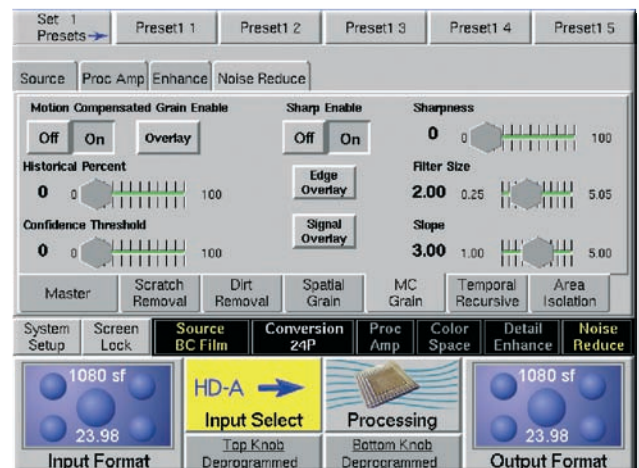 Set 1 Presets
Preset1 1
Preset1 2
Preset1 3
Preset1 4
Preset1 5
Source
Proc Amp
Enhance
Noise Reduce
Motion Compensated Grain Enable
Sharp Enable
Sharpness
Off
On
Overlay
Off
On
0
0
100
Historical Percent
Edge Overlay
Filter Size
0
0
100
2.00
0.25
5.05
Confidence Threshold
Signal Overlay
Slope
0
0
100
3.00
1.00
5.00
Master
Scratch Removal
Dirt Removal
Spatial Grain
MC Grain
Temporal Recursive
Area Isolation
System Setup
Screen Lock
Source BC Film
Conversion 24P
Proc Amp
Color Space
Detail Enhance
Noise Reduce
1080 sf
23.98
Input Format
HD-A
Input Select
Top Knob
Deprogrammed
Processing
Bottom Knob
Deprogrammed
1080 sf
23.98
Output Format